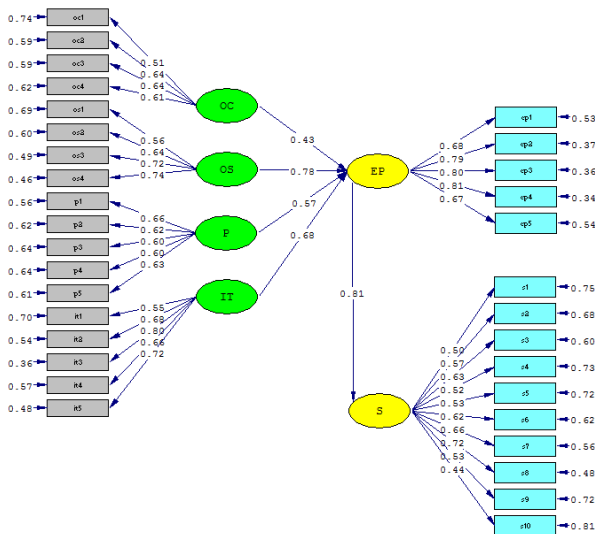 0.74 oc1
0.59 oc2
0.59 oc3
0.62 oc4
0.69 os1
0.60 os2
0.49 os3
0.46 os4
0.56 p1
0.62 p2
0.64 p3
0.64 p4
0.61 p5
0.70 it1
0.54 it2
0.36 it3
0.57 it4
0.48 it5
0.51
0.64
0.64
0.61
0.56
0.64
0.72
0.74
0.66
0.62
0.60
0.60
0.63
0.55
0.68
0.80
0.66
0.72
OC
OS
P
IT
0.43
0.78
0.57
0.68
EP
0.81
S
0.68
0.79
0.80
0.81
0.67
ep1 0.53
ep2 0.37
ep3 0.36
ep4 0.34
ep5 0.54
0.50
0.57
0.63
0.52
0.53
0.62
0.66
0.72
0.53
0.44
s1 0.75
s2 0.68
s3 0.60
s4 0.73
s5 0.72
s6 0.62
s7 0.56
s8 0.48
s9 0.72
s10 0.81